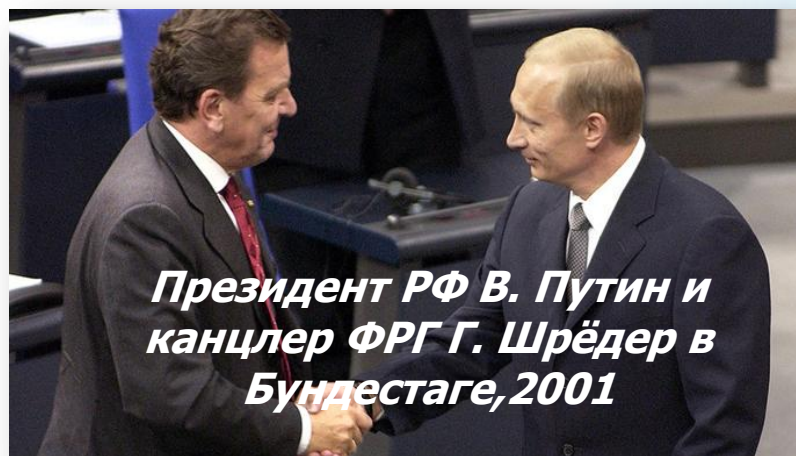 Президент РФ В. Путин и
канцлер ФРГ Г. Шрёдер в
Бундестаге,2001